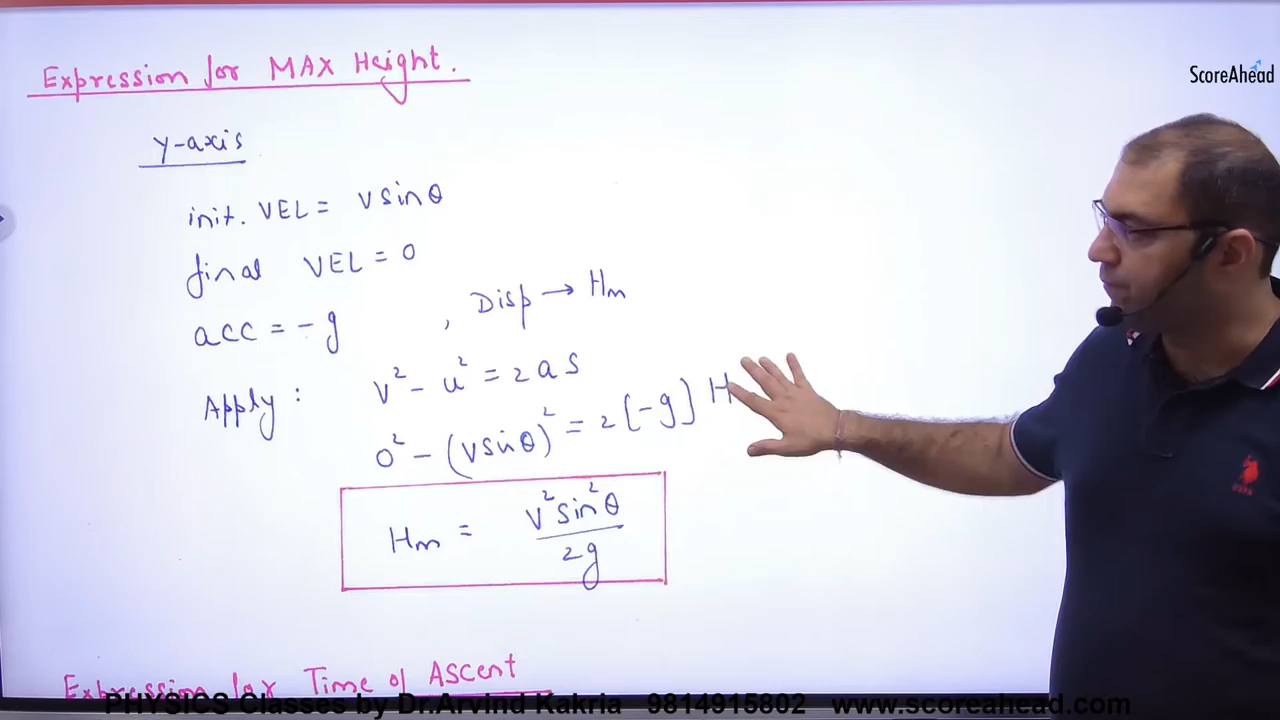 Expression for MAX Height.
ScoreAhead
y-axis
init. VEL = v sinθ
final VEL = 0
acc = -g , Disp → Hm
Apply : v² - u² = 2 a S
0² - (v sinθ)² = 2 [-g] H
Hm = v² sin² θ / 2g
Expression for Time of ASCENT
PHYSICS Classes by Dr.Arvind Kakria 9814915802 www.scoreahead.com